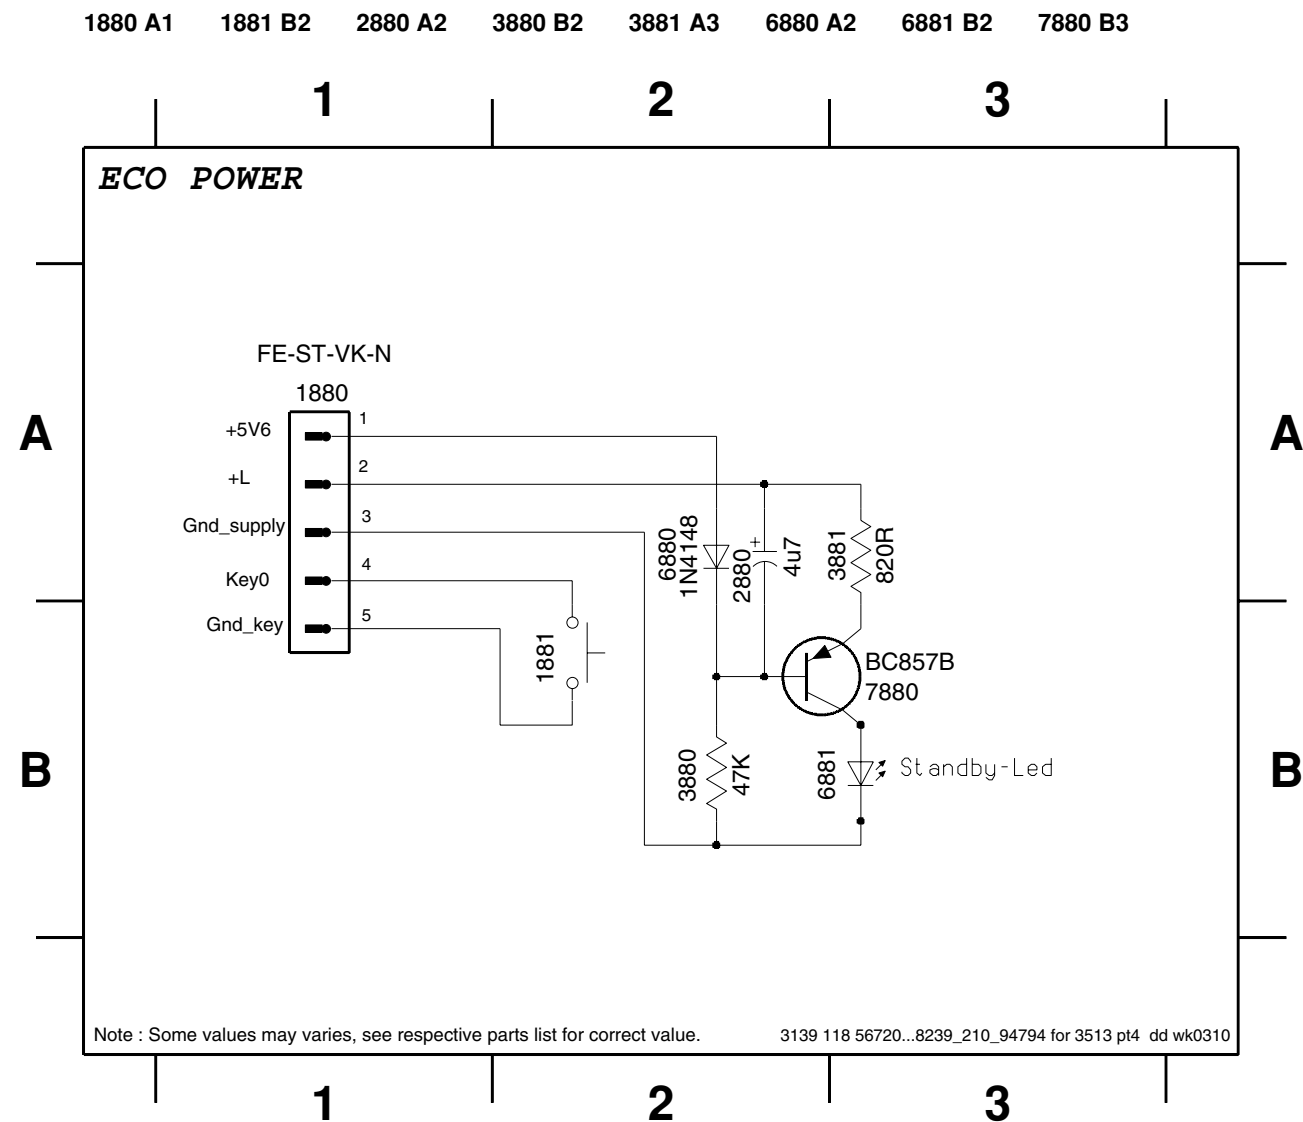 1880 A1 1881 B2 2880 A2 3880 B2 3881 A3 6880 A2 6881 B2 7880 B3
1 2 3
ECO POWER
FE-ST-VK-N
1880
A A
+5V6 1
+L 2
Gnd_supply 3
Key0 4
Gnd_key 5
6880
1N4148
2880
+
4u7
3881
820R
1881
BC857B
7880
B B
3880
47K
6881
Standby-Led
Note : Some values may varies, see respective parts list for correct value.
3139 118 56720...8239_210_94794 for 3513 pt4 dd wk0310
1 2 3